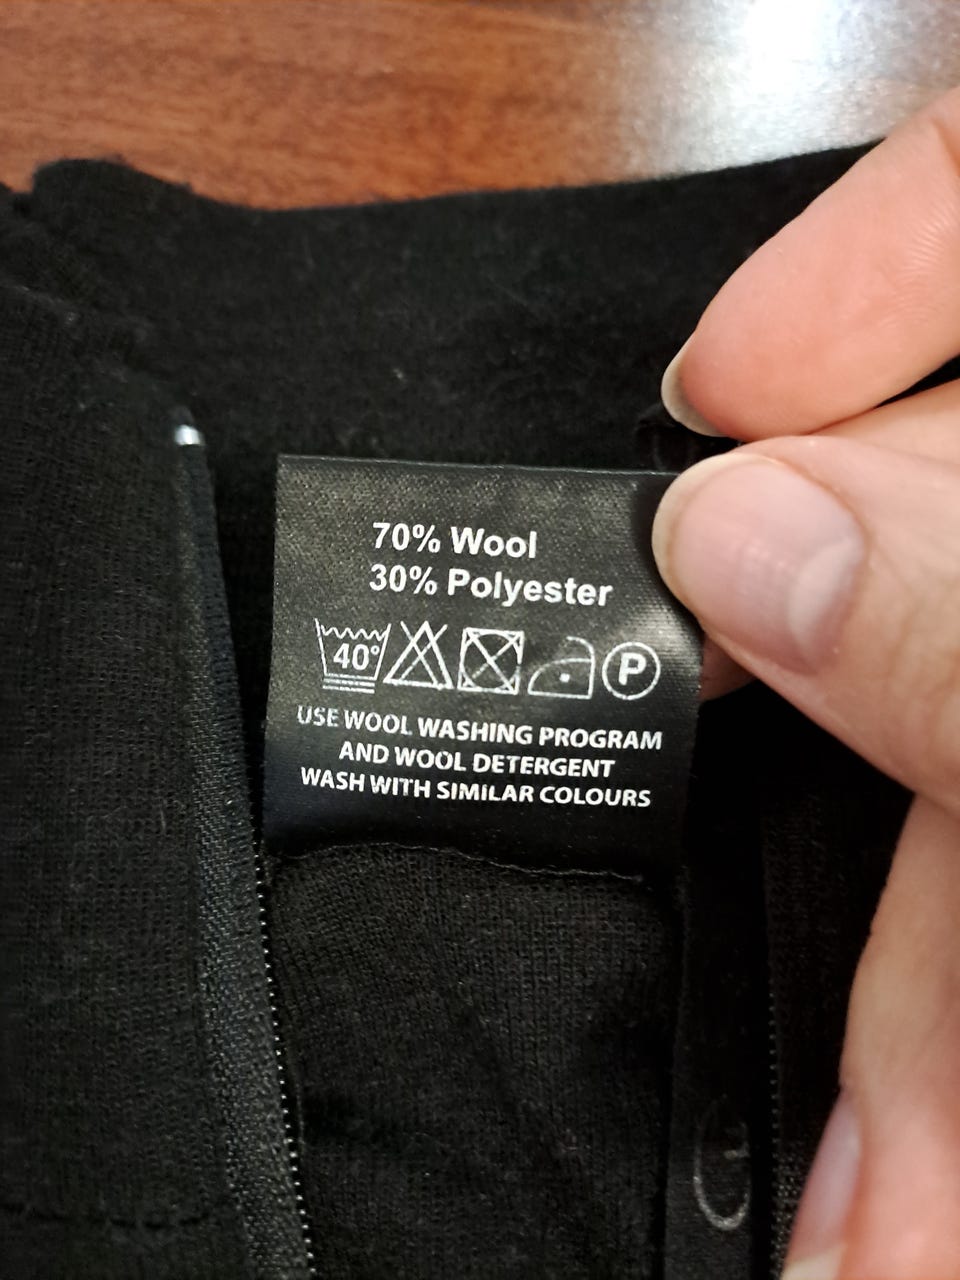 70% Wool
30% Polyester
40° P
USE WOOL WASHING PROGRAM
AND WOOL DETERGENT
WASH WITH SIMILAR COLOURS